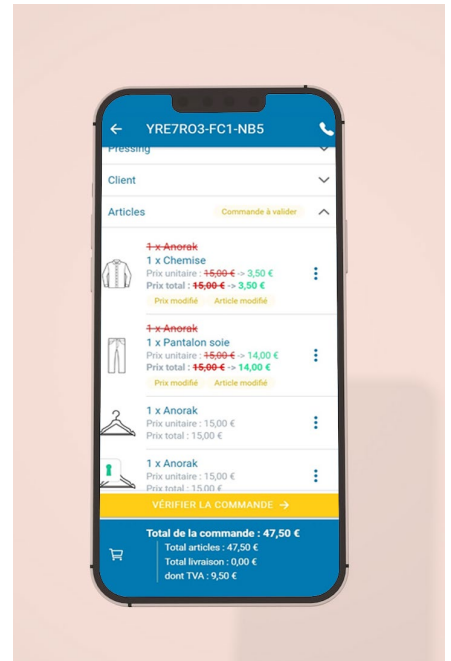 YRE7RO3-FC1-NB5
Pressing
Client
Articles Commande à valider
1 x Anorak
1 x Chemise
Prix unitaire : 15,00 € -> 3,50 €
Prix total : 15,00 € -> 3,50 €
Prix modifié Article modifié
1 x Anorak
1 x Pantalon soie
Prix unitaire : 15,00 € -> 14,00 €
Prix total : 15,00 € -> 14,00 €
Prix modifié Article modifié
1 x Anorak
Prix unitaire : 15,00 €
Prix total : 15,00 €
1 x Anorak
Prix unitaire : 15,00 €
Prix total : 15,00 €
VÉRIFIER LA COMMANDE →
Total de la commande : 47,50 €
Total articles : 47,50 €
Total livraison : 0,00 €
dont TVA : 9,50 €